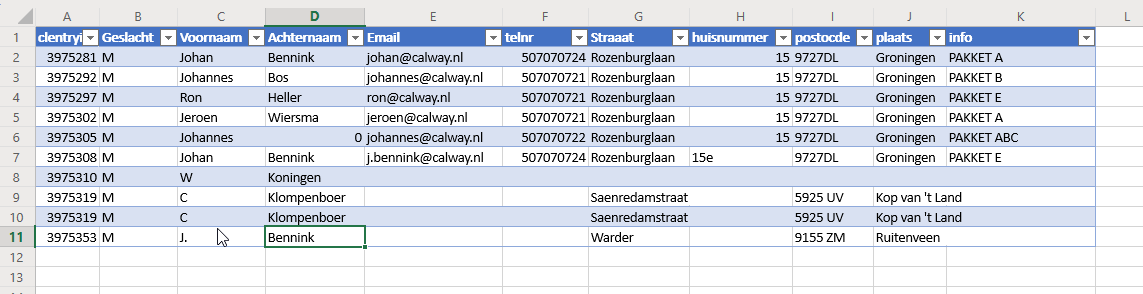 A B C D E F G H I J K L
1 clentryi Geslacht Voornaam Achternaam Email telnr Straaat huisnummer postocde plaats info
2 3975281 M Johan Bennink johan@calway.nl 507070724 Rozenburglaan 15 9727DL Groningen PAKKET A
3 3975292 M Johannes Bos johannes@calway.nl 507070721 Rozenburglaan 15 9727DL Groningen PAKKET B
4 3975297 M Ron Heller ron@calway.nl 507070721 Rozenburglaan 15 9727DL Groningen PAKKET E
5 3975302 M Jeroen Wiersma jeroen@calway.nl 507070721 Rozenburglaan 15 9727DL Groningen PAKKET A
6 3975305 M Johannes 0 johannes@calway.nl 507070722 Rozenburglaan 15 9727DL Groningen PAKKET ABC
7 3975308 M Johan Bennink j.bennink@calway.nl 507070724 Rozenburglaan 15e 9727DL Groningen PAKKET E
8 3975310 M W Koningen
9 3975319 M C Klompenboer Saenredamstraat 5925 UV Kop van 't Land
10 3975319 M C Klompenboer Saenredamstraat 5925 UV Kop van 't Land
11 3975353 M J. Bennink Warder 9155 ZM Ruitenveen
12
13